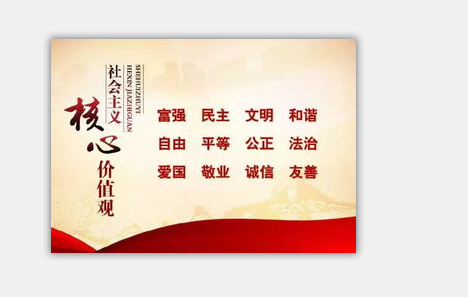 社会主义
核心
价值观
SHEHUIZHUYI
HEXIN JIAZHIGUAN
富强 民主 文明 和谐
自由 平等 公正 法治
爱国 敬业 诚信 友善